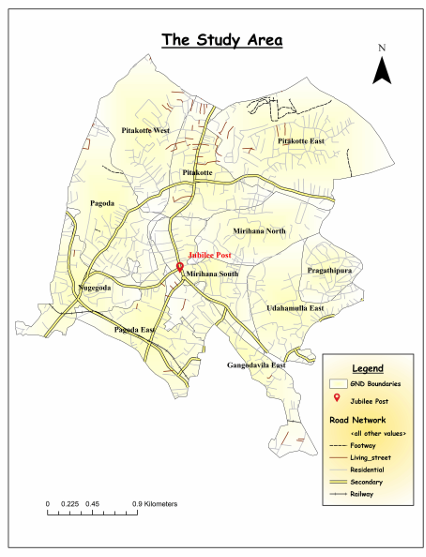 The Study Area
N
Pitakotte West
Pitakotte East
Pitakotte
Pagoda
Mirihana North
Jubilee Post
Mirihana South
Pragathipura
Nugegoda
Udahamulla East
Pagoda East
Gangodavila East
Legend
GND Boundaries
Jubilee Post
Road Network
<all other values>
Footway
Living_street
Residential
Secondary
Railway
0 0.225 0.45 0.9 Kilometers